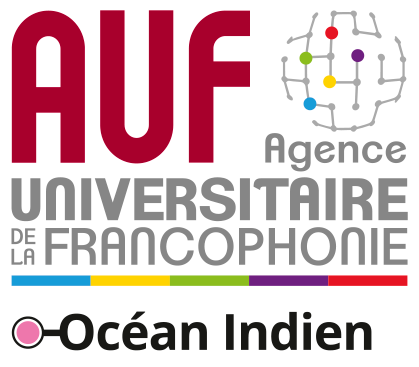 AUF
Agence
UNIVERSITAIRE
DE LA FRANCOPHONIE
Océan Indien